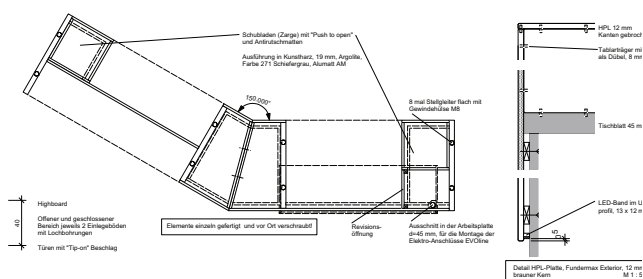 Schubladen (Zarge) mit "Push to open"
und Antirutschmatten
Ausführung in Kunstharz, 19 mm, Argolite,
Farbe 271 Schiefergrau, Alumatt AM
150.000°
8 mal Stellgleiter flach mit
Gewindehülse M8
HPL 12 mm
Kanten gebroch
Tablarträger mi
als Dübel, 8 mm
Tischblatt 45 m
40
Highboard
Offener und geschlossener
Bereich jeweils 2 Einlegeböden
mit Lochbohrungen
Türen mit "Tip-on" Beschlag
Elemente einzeln gefertigt und vor Ort verschraubt!
Revisions-
öffnung
Ausschnitt in der Arbeitsplatte
d=45 mm, für die Montage der
Elektro-Anschlüsse EVOline
LED-Band im U
profil, 13 x 12 m
Detail HPL-Platte, Fundermax Exterior, 12 mm
brauner Kern M 1 : 5